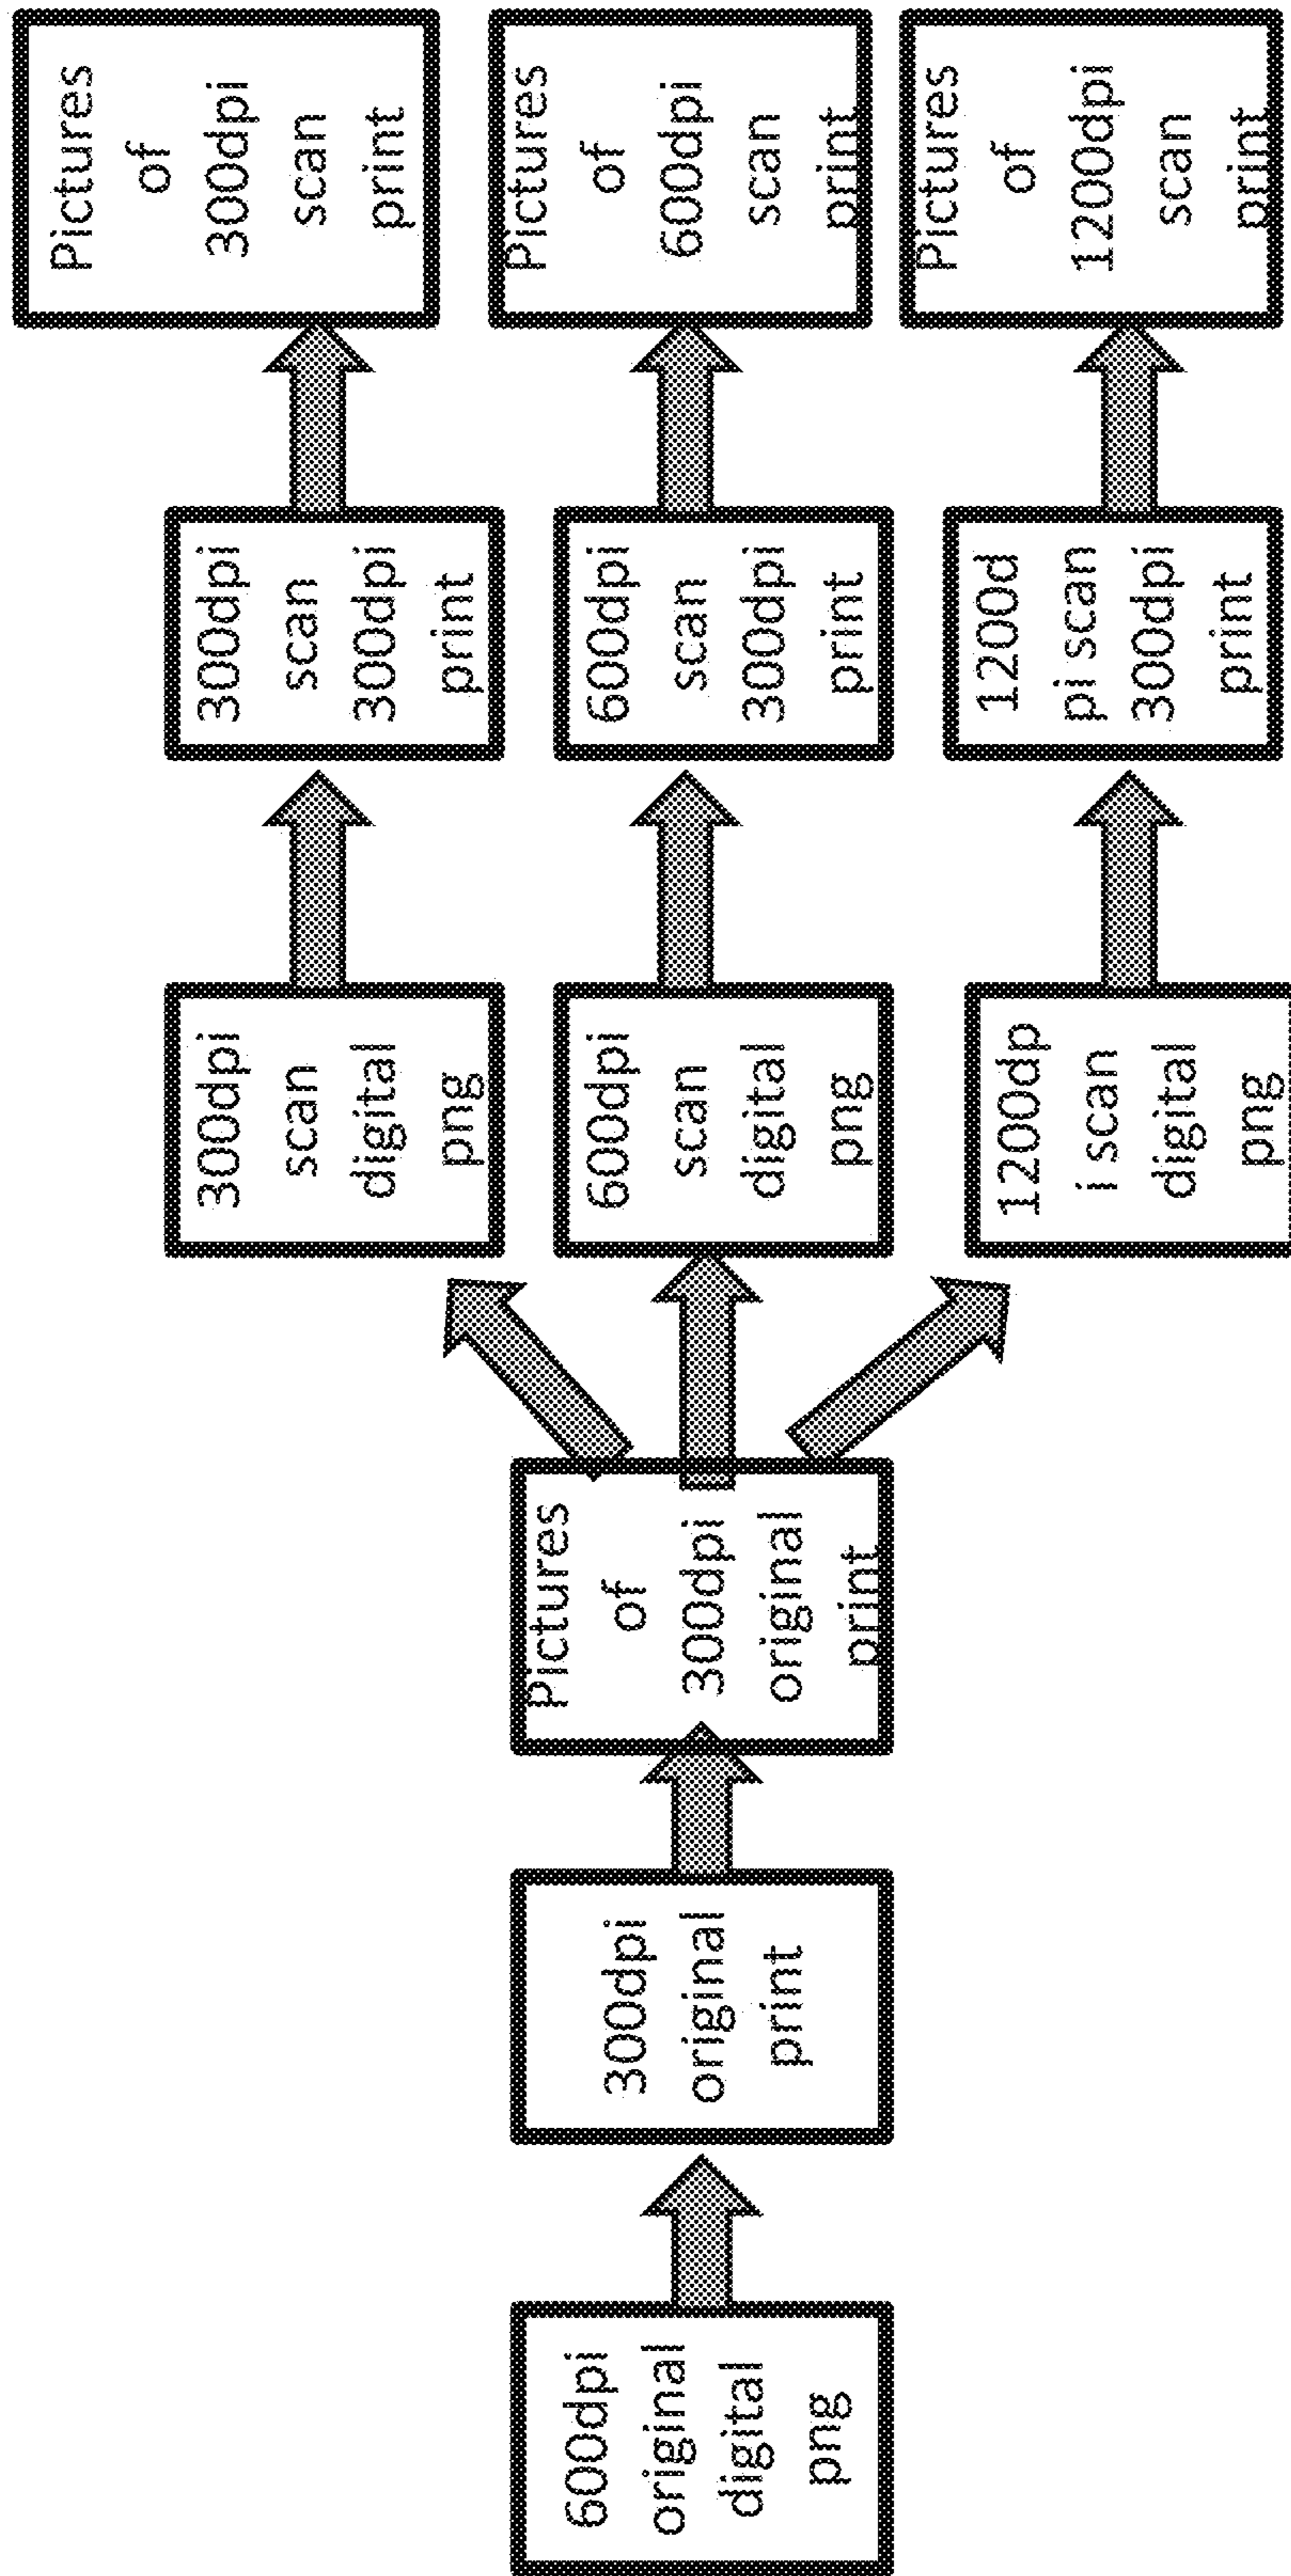 600dpi
original
digital
png
300dpi
original
print
Pictures
of
300dpi
original
print
300dpi
scan
digital
png
300dpi
scan
300dpi
print
Pictures
of
300dpi
scan
print
600dpi
scan
digital
png
600dpi
scan
300dpi
print
Pictures
of
600dpi
scan
print
1200dp
i scan
digital
png
1200d
pi scan
300dpi
print
Pictures
of
1200dpi
scan
print